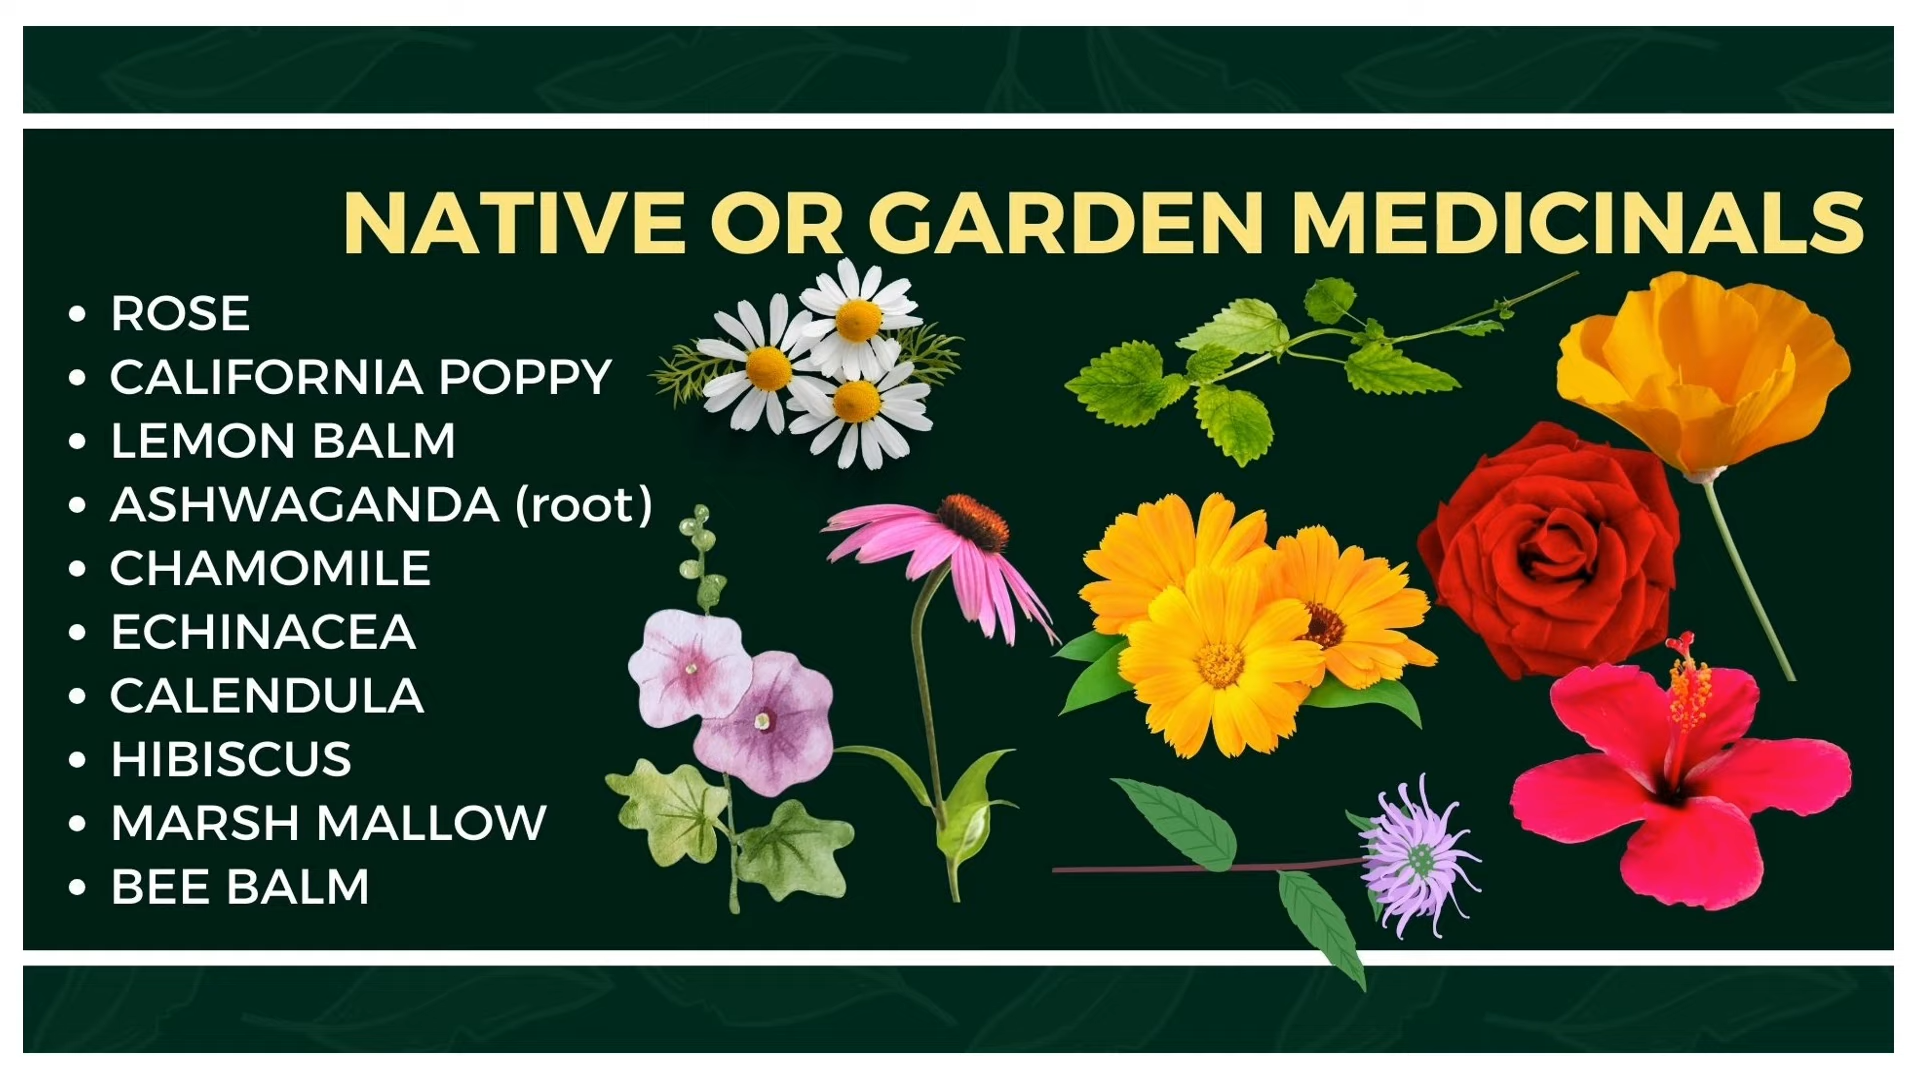 NATIVE OR GARDEN MEDICINALS
• ROSE
• CALIFORNIA POPPY
• LEMON BALM
• ASHWAGANDA (root)
• CHAMOMILE
• ECHINACEA
• CALENDULA
• HIBISCUS
• MARSH MALLOW
• BEE BALM